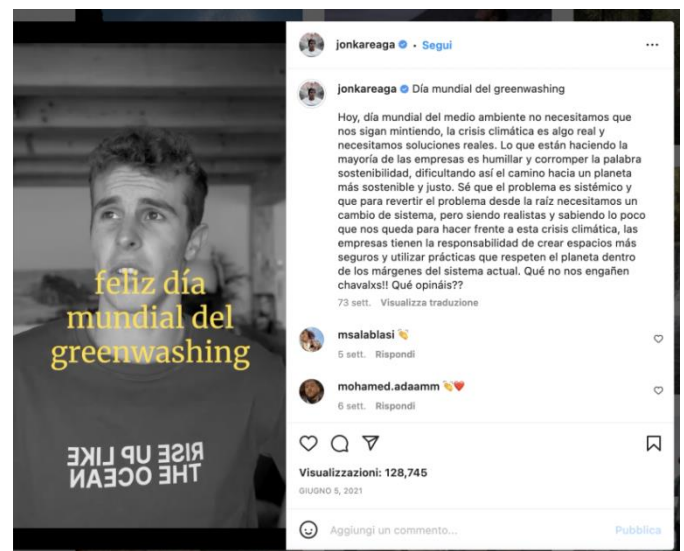 feliz día
mundial del
greenwashing
RISE UP LIKE
THE OCEAN
jonkareaga • Segui
jonkareaga Día mundial del greenwashing
Hoy, día mundial del medio ambiente no necesitamos que
nos sigan mintiendo, la crisis climática es algo real y
necesitamos soluciones reales. Lo que están haciendo la
mayoría de las empresas es humillar y corromper la palabra
sostenibilidad, dificultando así el camino hacia un planeta
más sostenible y justo. Sé que el problema es sistémico y
que para revertir el problema desde la raíz necesitamos un
cambio de sistema, pero siendo realistas y sabiendo lo poco
que nos queda para hacer frente a esta crisis climática, las
empresas tienen la responsabilidad de crear espacios más
seguros y utilizar prácticas que respeten el planeta dentro
de los márgenes del sistema actual. Qué no nos engañen
chavalxs!! Qué opináis??
73 sett. Visualizza traduzione
msalablasi 👏
5 sett. Rispondi
mohamed.adaamm 👏❤️
6 sett. Rispondi
Visualizzazioni: 128,745
GIUGNO 5, 2021
Aggiungi un commento... Pubblica